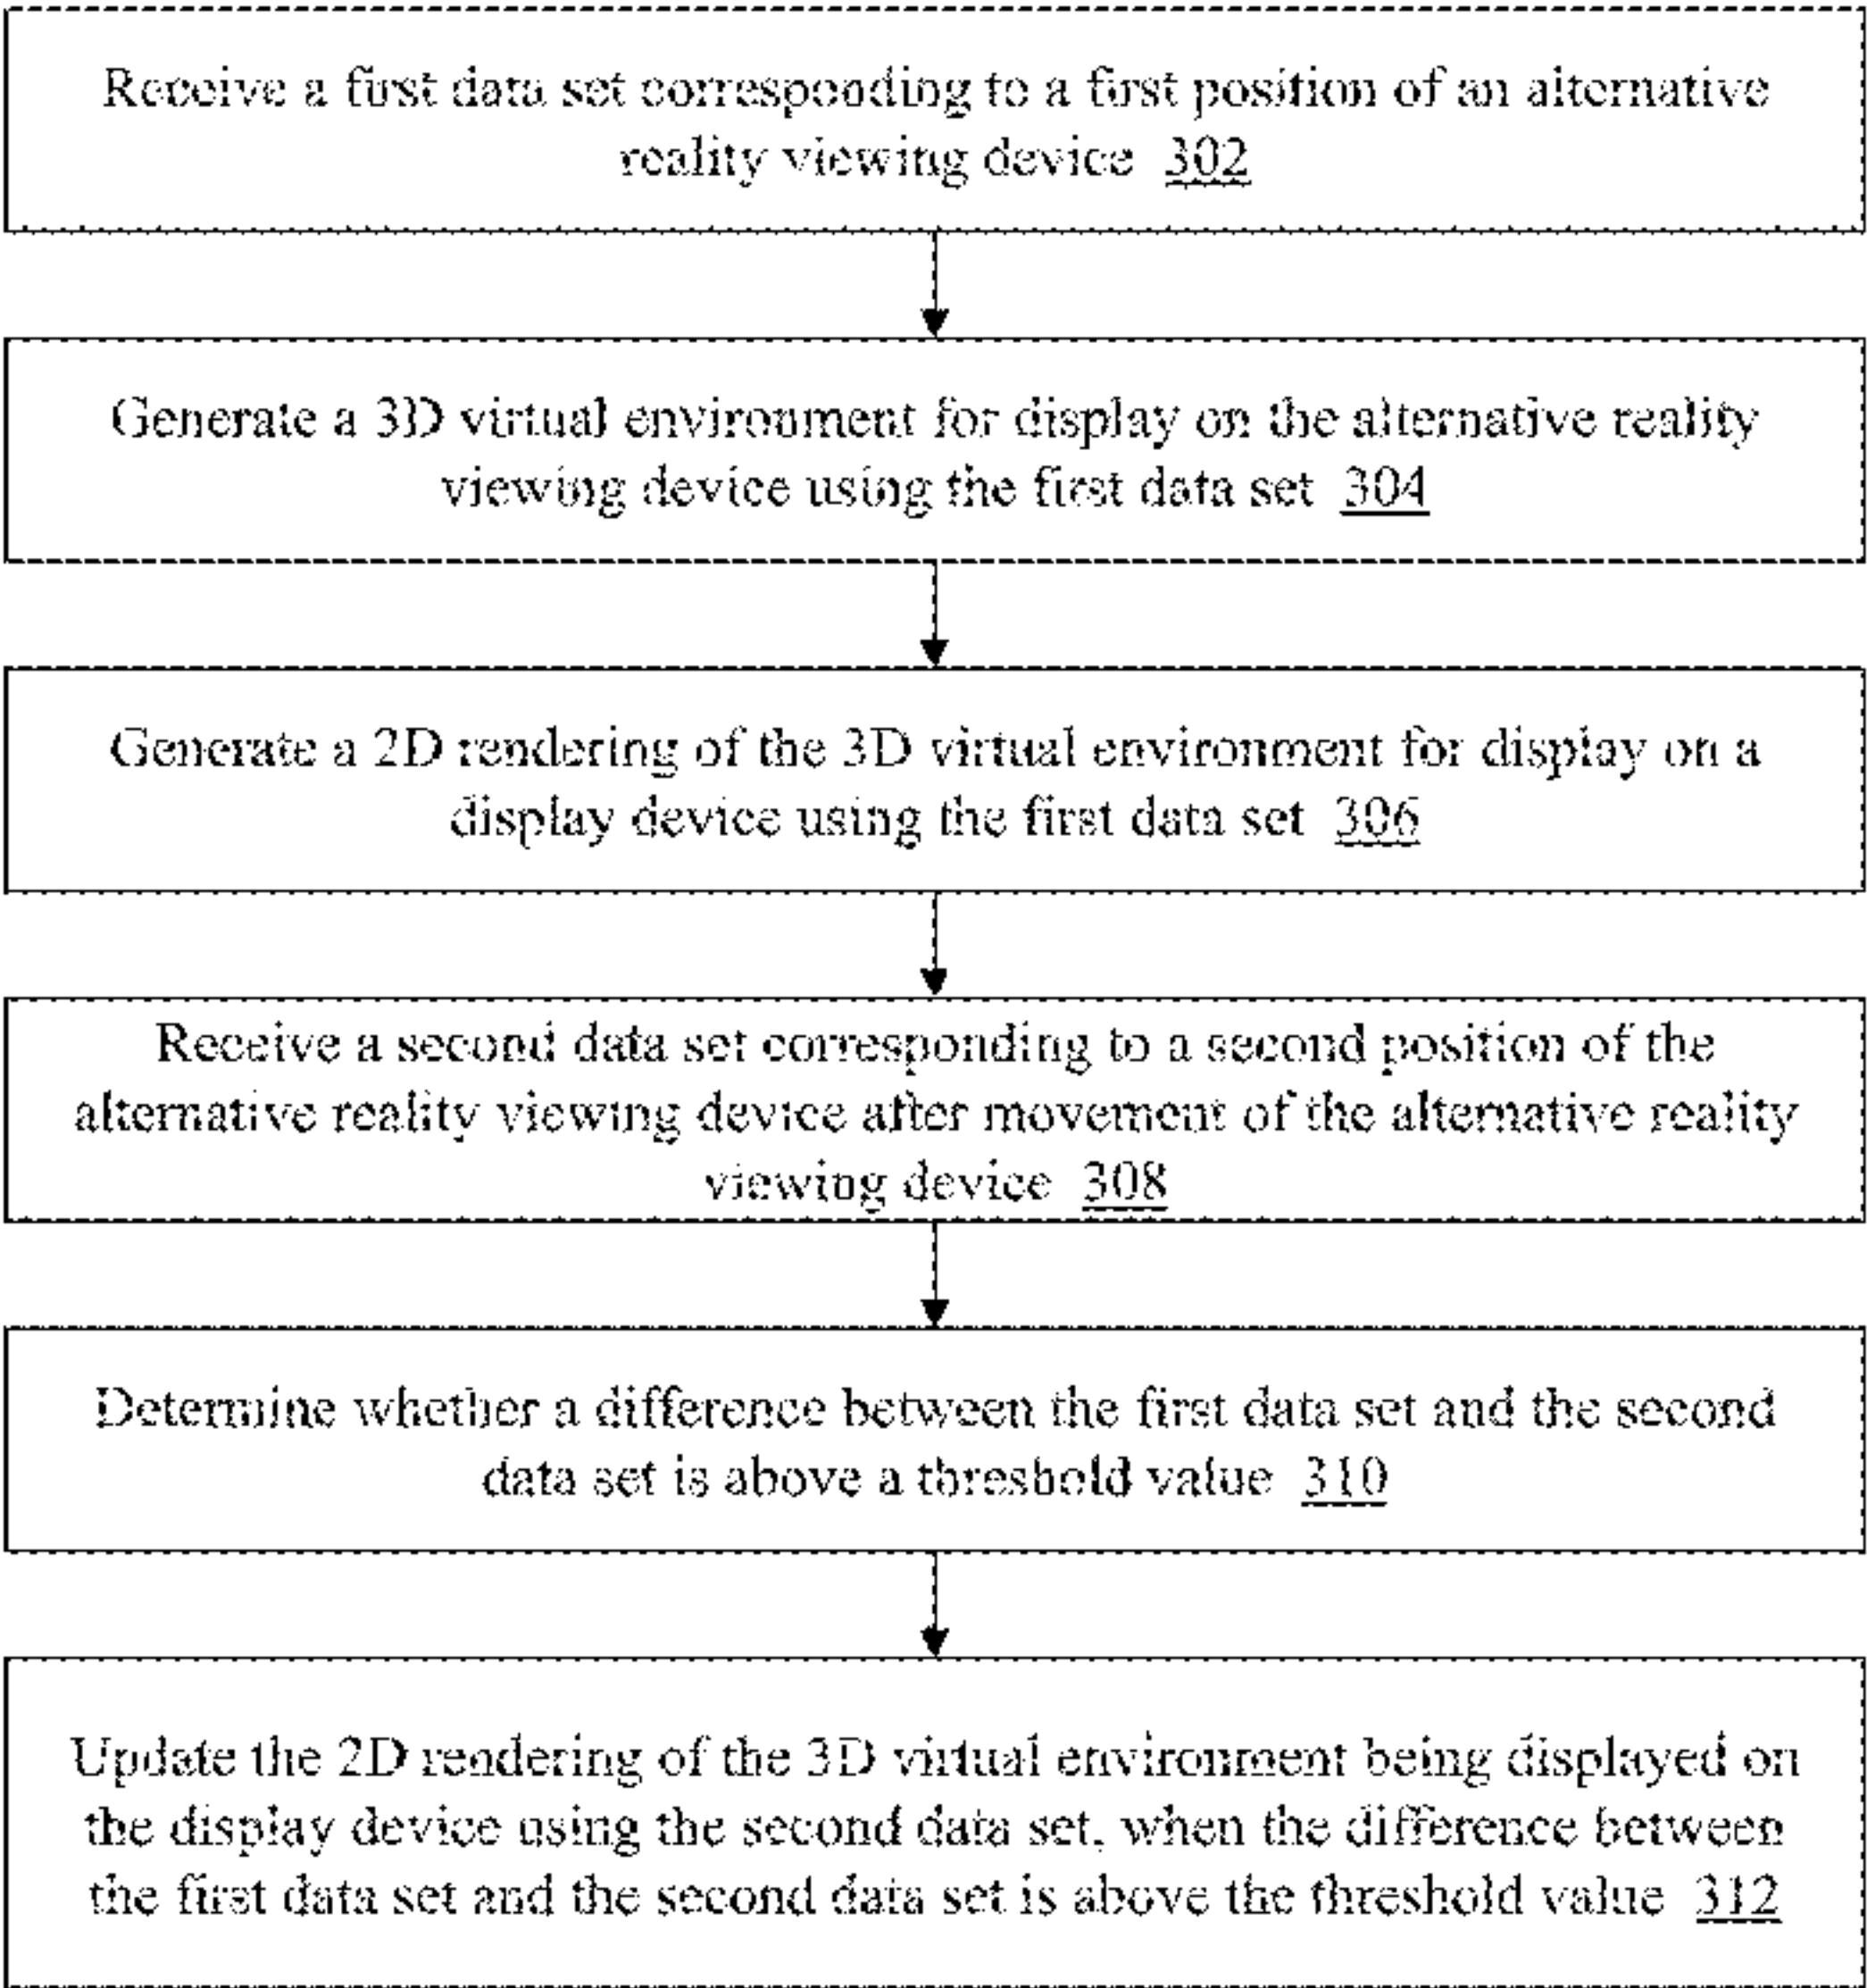 Receive a first data set corresponding to a first position of an alternative
reality viewing device 302
Generate a 3D virtual environment for display on the alternative reality
viewing device using the first data set 304
Generate a 2D rendering of the 3D virtual environment for display on a
display device using the first data set 306
Receive a second data set corresponding to a second position of the
alternative reality viewing device after movement of the alternative reality
viewing device 308
Determine whether a difference between the first data set and the second
data set is above a threshold value 310
Update the 2D rendering of the 3D virtual environment being displayed on
the display device using the second data set, when the difference between
the first data set and the second data set is above the threshold value 312